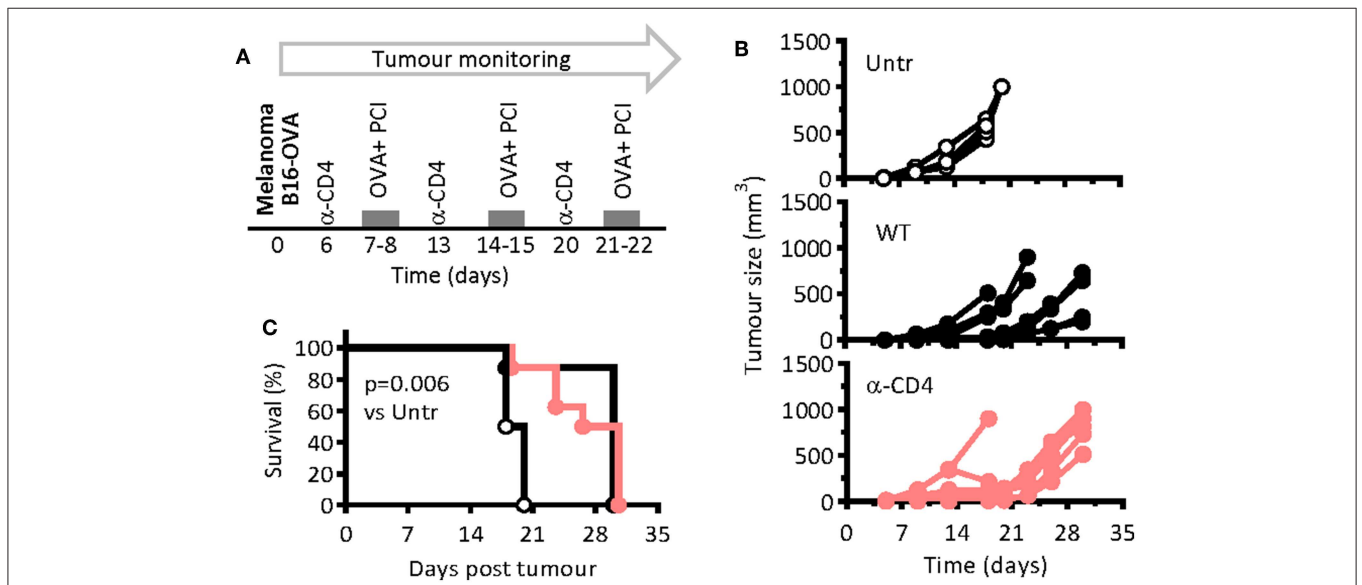 A
Tumour monitoring
Melanoma
B16-OVA
α-CD4
OVA+ PCI
α-CD4
OVA+ PCI
α-CD4
OVA+ PCI
0 6 7-8 13 14-15 20 21-22
Time (days)
B
Tumour size (mm³)
Untr
1500
1000
500
0
WT
1500
1000
500
0
α-CD4
1500
1000
500
0
0 7 14 21 28 35
Time (days)
C
Survival (%)
100
80
60
40
20
0
p=0.006
vs Untr
0 7 14 21 28 35
Days post tumour